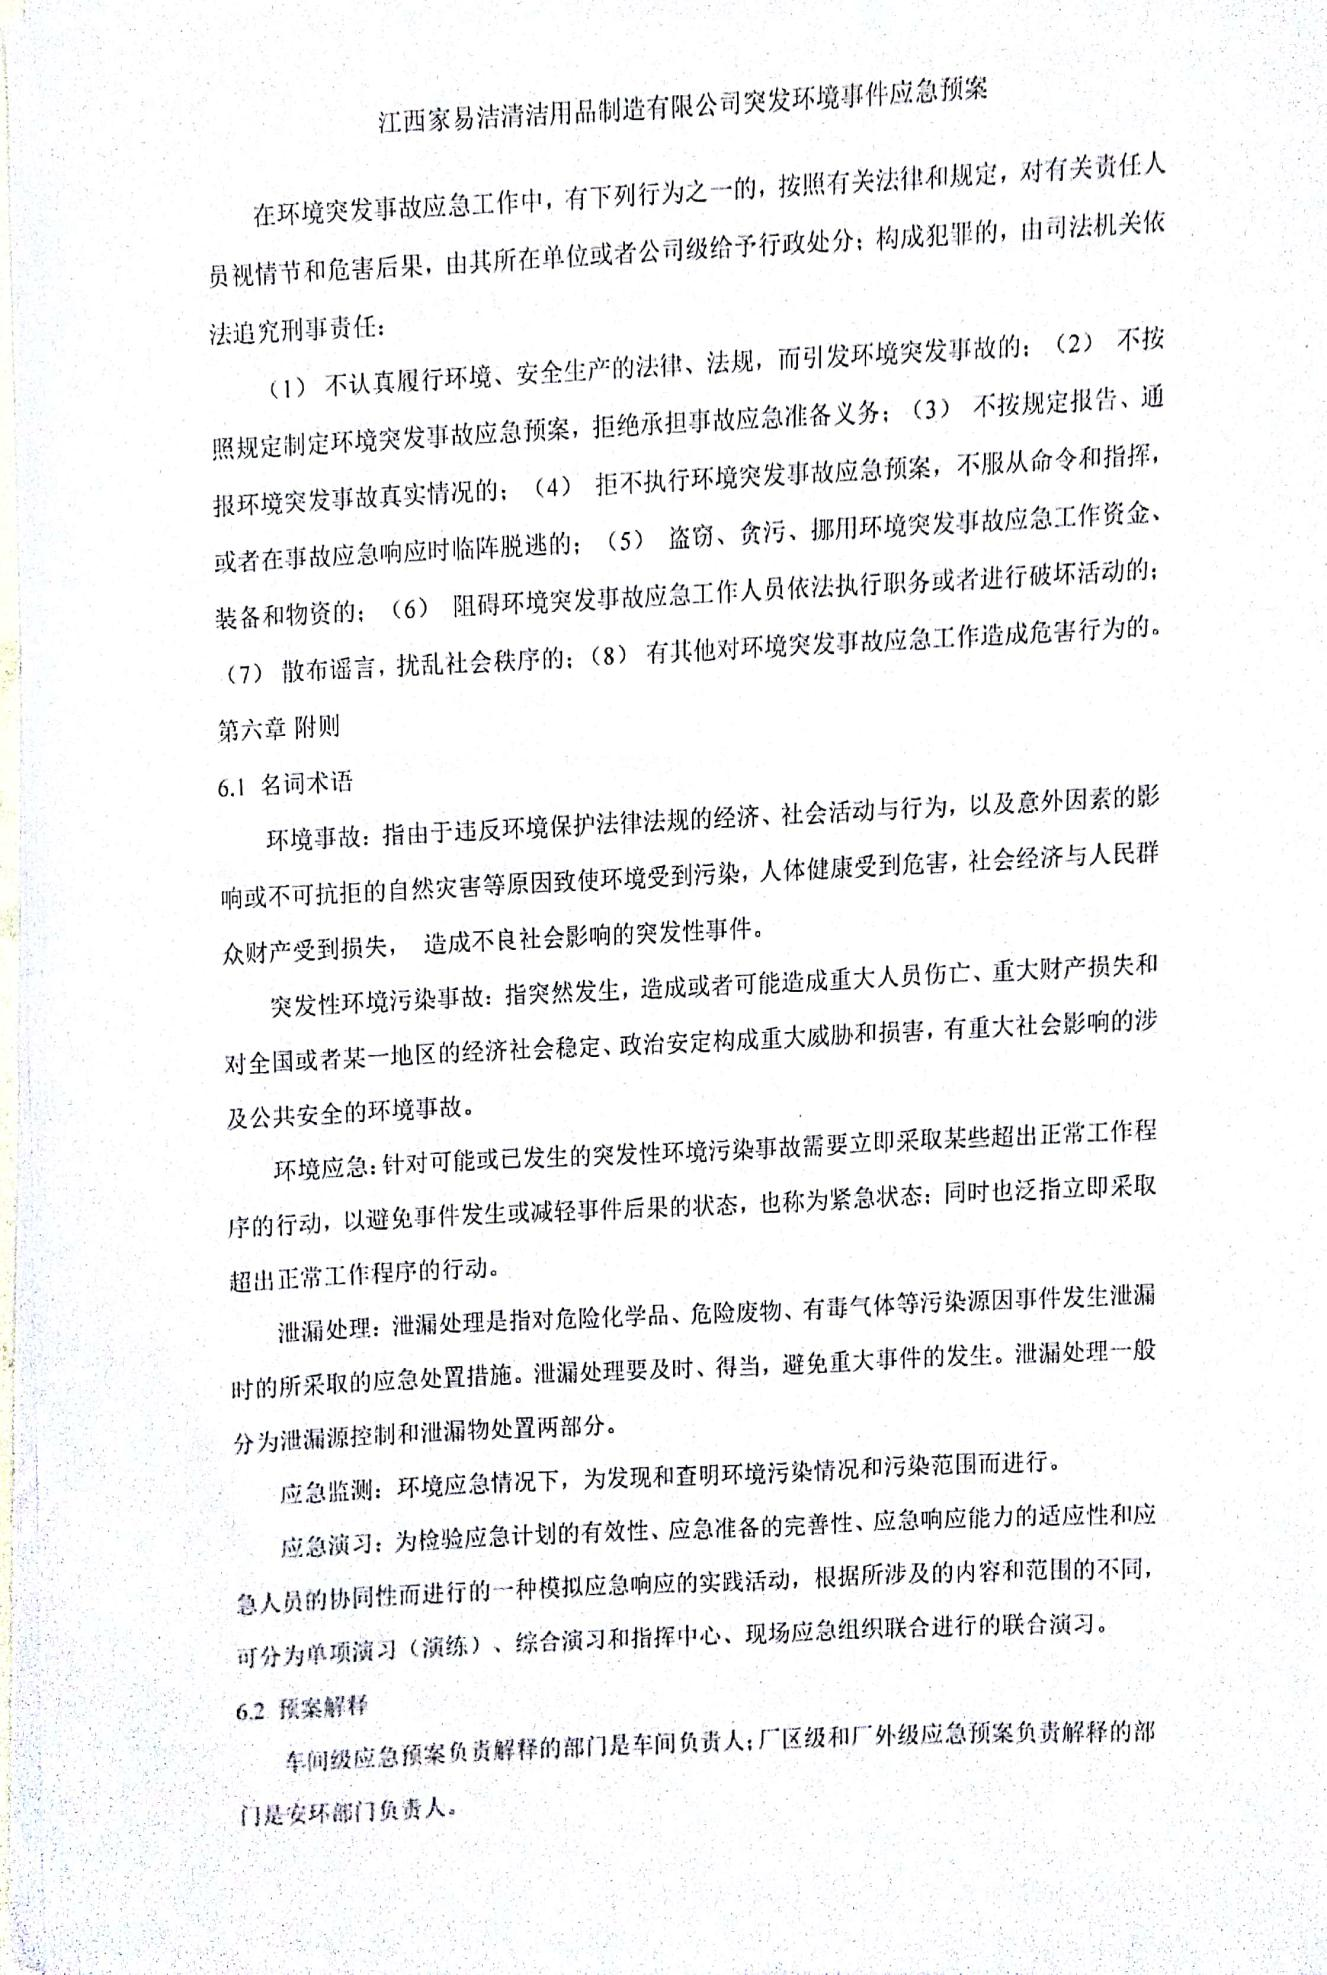 江西家易洁清洁用品制造有限公司突发环境事件应急预案
在环境突发事故应急工作中，有下列行为之一的，按照有关法律和规定，对有关责任人
员视情节和危害后果，由其所在单位或者公司级给予行政处分；构成犯罪的，由司法机关依
法追究刑事责任：
（1） 不认真履行环境、安全生产的法律、法规，而引发环境突发事故的；（2） 不按
照规定制定环境突发事故应急预案，拒绝承担事故应急准备义务；（3） 不按规定报告、通
报环境突发事故真实情况的；（4） 拒不执行环境突发事故应急预案，不服从命令和指挥，
或者在事故应急响应时临阵脱逃的；（5） 盗窃、贪污、挪用环境突发事故应急工作资金、
装备和物资的；（6） 阻碍环境突发事故应急工作人员依法执行职务或者进行破坏活动的；
（7） 散布谣言，扰乱社会秩序的；（8） 有其他对环境突发事故应急工作造成危害行为的。
第六章 附则
6.1 名词术语
环境事故：指由于违反环境保护法律法规的经济、社会活动与行为，以及意外因素的影
响或不可抗拒的自然灾害等原因致使环境受到污染，人体健康受到危害，社会经济与人民群
众财产受到损失， 造成不良社会影响的突发性事件。
突发性环境污染事故：指突然发生，造成或者可能造成重大人员伤亡、重大财产损失和
对全国或者某一地区的经济社会稳定、政治安定构成重大威胁和损害，有重大社会影响的涉
及公共安全的环境事故。
环境应急：针对可能或已发生的突发性环境污染事故需要立即采取某些超出正常工作程
序的行动，以避免事件发生或减轻事件后果的状态，也称为紧急状态；同时也泛指立即采取
超出正常工作程序的行动。
泄漏处理：泄漏处理是指对危险化学品、危险废物、有毒气体等污染源因事件发生泄漏
时的所采取的应急处置措施。泄漏处理要及时、得当，避免重大事件的发生。泄漏处理一般
分为泄漏源控制和泄漏物处置两部分。
应急监测：环境应急情况下，为发现和查明环境污染情况和污染范围而进行。
应急演习：为检验应急计划的有效性、应急准备的完善性、应急响应能力的适应性和应
急人员的协同性而进行的一种模拟应急响应的实践活动，根据所涉及的内容和范围的不同，
可分为单项演习（演练）、综合演习和指挥中心、现场应急组织联合进行的联合演习。
6.2 预案解释
车间级应急预案负责解释的部门是车间负责人；厂区级和厂外级应急预案负责解释的部
门是安环部门负责人。